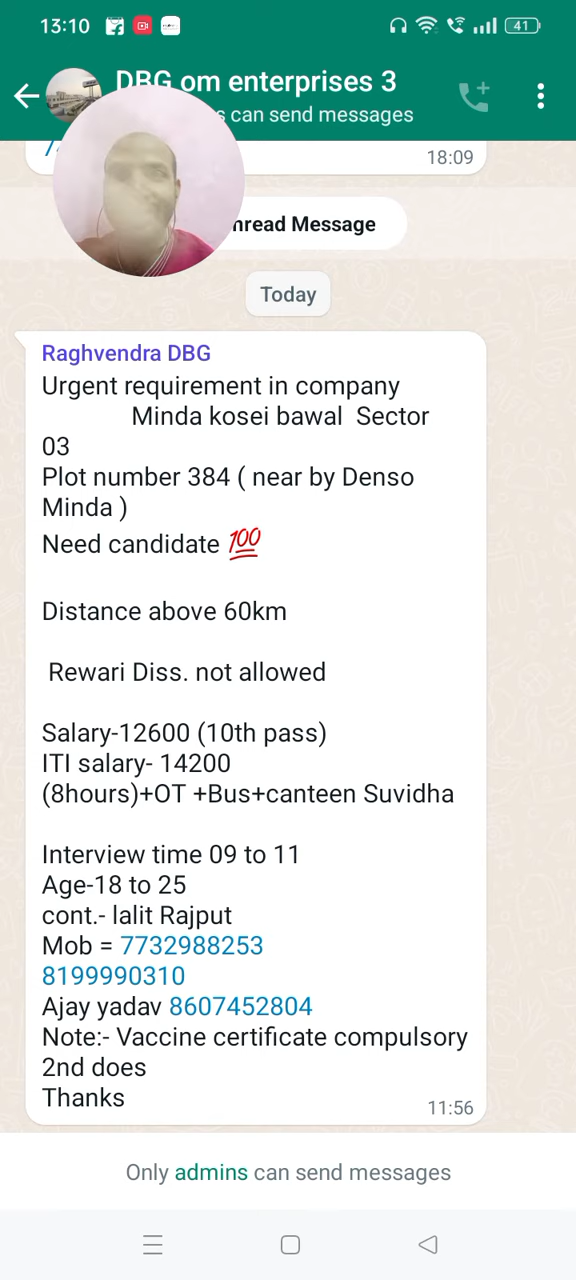 13:10
41
DBG om enterprises 3
s can send messages
18:09
nread Message
Today
Raghvendra DBG
Urgent requirement in company
Minda kosei bawal Sector
03
Plot number 384 ( near by Denso
Minda )
Need candidate 💯
Distance above 60km
Rewari Diss. not allowed
Salary-12600 (10th pass)
ITI salary- 14200
(8hours)+OT +Bus+canteen Suvidha
Interview time 09 to 11
Age-18 to 25
cont.- lalit Rajput
Mob = 7732988253
8199990310
Ajay yadav 8607452804
Note:- Vaccine certificate compulsory
2nd does
Thanks
11:56
Only admins can send messages